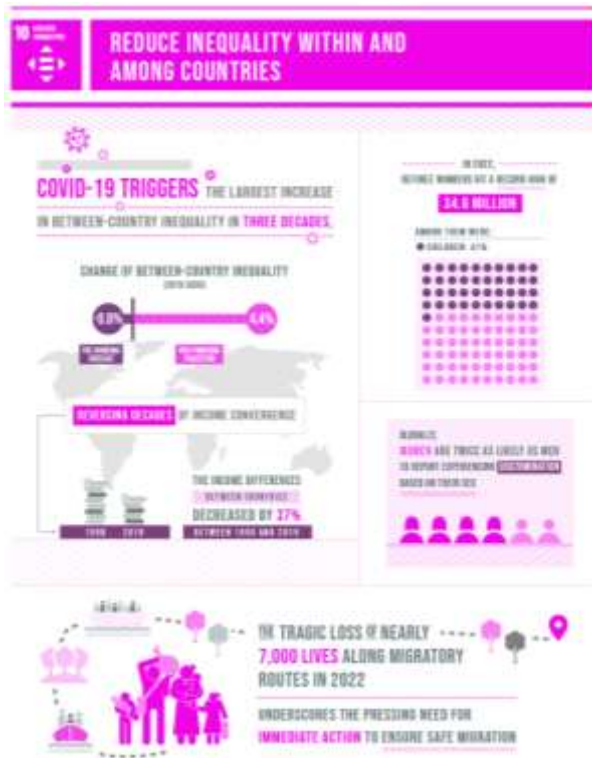 10
REDUCE INEQUALITY WITHIN AND
AMONG COUNTRIES
COVID-19 TRIGGERS THE LARGEST INCREASE
IN BETWEEN-COUNTRY INEQUALITY IN THREE DECADES,
CHANGE OF BETWEEN-COUNTRY INEQUALITY
4.4%
REVERSING DECADES OF INCOME CONVERGENCE
THE INCOME DIFFERENCES
BETWEEN COUNTRIES
DECREASED BY 37%
BETWEEN 1990 AND 2019
1990 2019
REFUGEE NUMBERS HIT A RECORD HIGH OF
34.6 MILLION
AMONG THEM WERE:
CHILDREN: 41%
WOMEN ARE TWICE AS LIKELY AS MEN
TO REPORT EXPERIENCING DISCRIMINATION
BASED ON THEIR SEX
THE TRAGIC LOSS OF NEARLY
7,000 LIVES ALONG MIGRATORY
ROUTES IN 2022
UNDERSCORES THE PRESSING NEED FOR
IMMEDIATE ACTION TO ENSURE SAFE MIGRATION